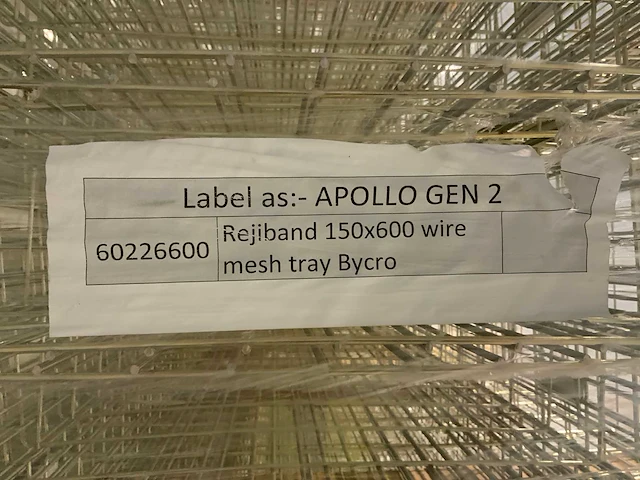 Label as:- APOLLO GEN 2
60226600
Rejiband 150x600 wire
mesh tray Bycro